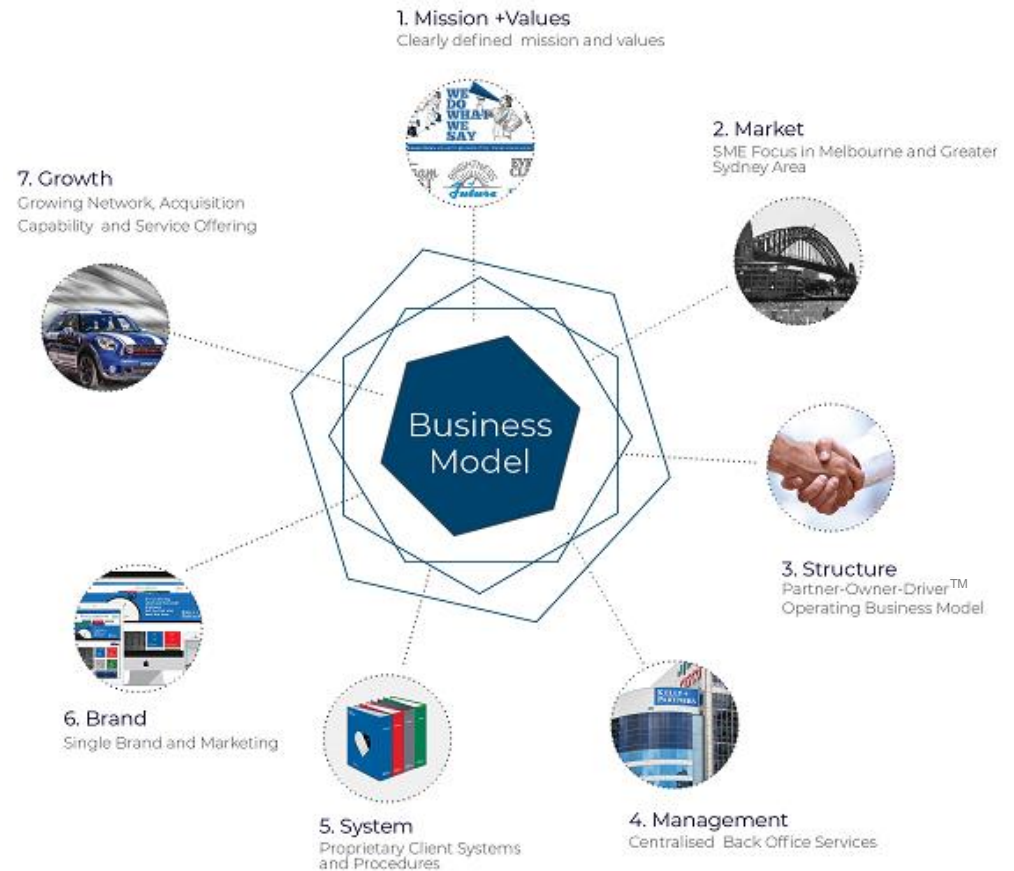 1. Mission +Values
Clearly defined mission and values
WE
DO
WHAT
WE
SAY
Future
2. Market
SME Focus in Melbourne and Greater
Sydney Area
7. Growth
Growing Network, Acquisition
Capability and Service Offering
Business
Model
3. Structure
Partner-Owner-Driver™
Operating Business Model
KELLY+
PARTNERS
6. Brand
Single Brand and Marketing
4. Management
Centralised Back Office Services
5. System
Proprietary Client Systems
and Procedures